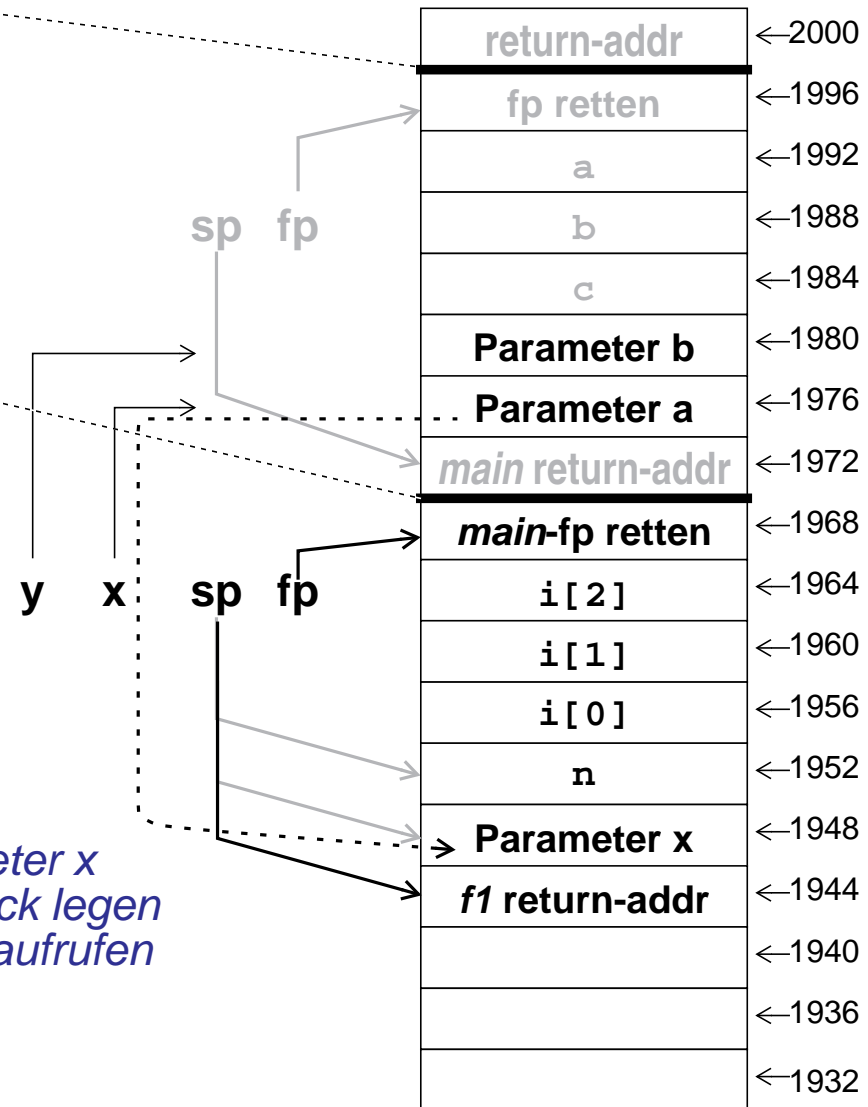 return-addr ←2000
fp retten ←1996
a ←1992
sp fp b ←1988
c ←1984
Parameter b ←1980
Parameter a ←1976
main return-addr ←1972
main-fp retten ←1968
y x sp fp i[2] ←1964
i[1] ←1960
i[0] ←1956
n ←1952
Parameter x ←1948
eter x
f1 return-addr ←1944
ck legen
aufrufen ←1940
←1936
←1932